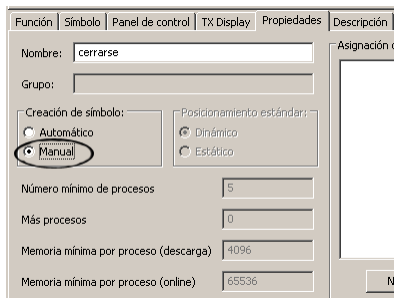 Función Símbolo Panel de control TX Display Propiedades Descripción
Nombre: cerrarse
Asignación
Grupo:
Creación de símbolo: Posicionamiento estándar:
Automático Dinámico
Manual Estático
Número mínimo de procesos 5
Más procesos 0
Memoria mínima por proceso (descarga) 4096
Memoria mínima por proceso (online) 65536
N